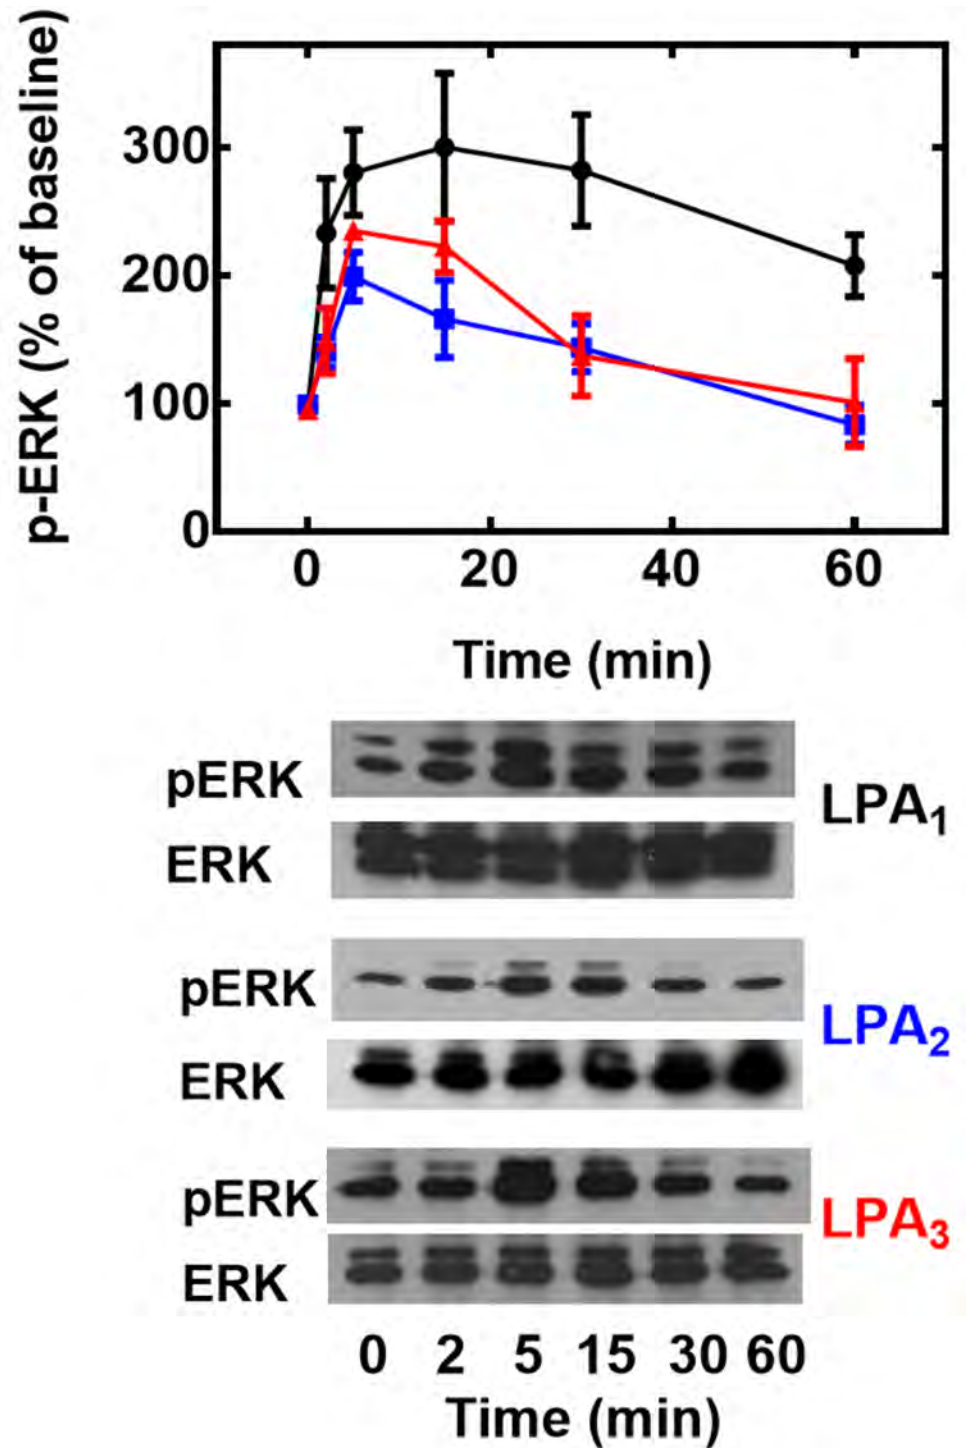 p-ERK (% of baseline)
300
200
100
0
0 20 40 60
Time (min)
pERK
ERK
LPA1
pERK
ERK
LPA2
pERK
ERK
LPA3
0 2 5 15 30 60
Time (min)